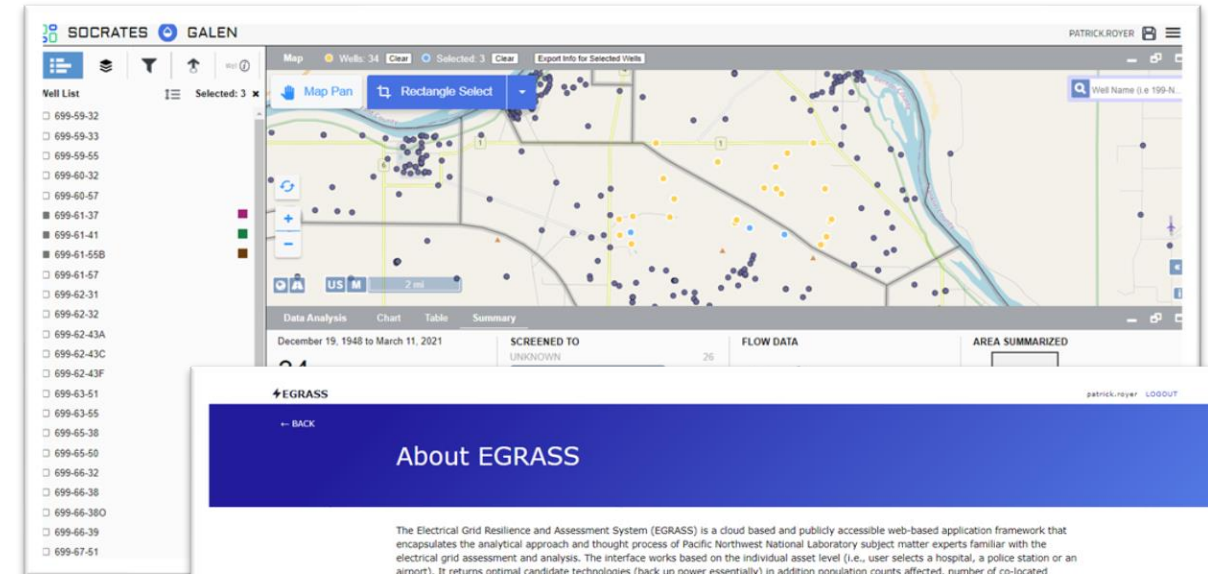 SOCRATES GALEN
PATRICK.ROYER
Map Wells: 34 Clear Selected: 3 Clear Export Info for Selected Wells
Map Pan
Rectangle Select
Well Name (i.e 199-N...
Well List Selected: 3 ×
699-59-32
699-59-33
699-59-55
699-60-32
699-60-57
699-61-37
699-61-41
699-61-55B
699-61-57
699-62-31
699-62-32
699-62-43A
699-62-43C
699-62-43F
699-63-51
699-63-55
699-65-38
699-65-50
699-66-32
699-66-38
699-66-38O
699-66-39
699-67-51
1
1
6
+
−
US M 2 mi
Data Analysis Chart Table Summary
December 19, 1948 to March 11, 2021
SCREENED TO
UNKNOWN 26
FLOW DATA
AREA SUMMARIZED
EGRASS
patrick.royer LOGOUT
← BACK
About EGRASS
The Electrical Grid Resilience and Assessment System (EGRASS) is a cloud based and publicly accessible web-based application framework that
encapsulates the analytical approach and thought process of Pacific Northwest National Laboratory subject matter experts familiar with the
electrical grid assessment and analysis. The interface works based on the individual asset level (i.e., user selects a hospital, a police station or an
airport). It returns optimal candidate technologies (back up power essentially) in addition population counts affected, number of co-located